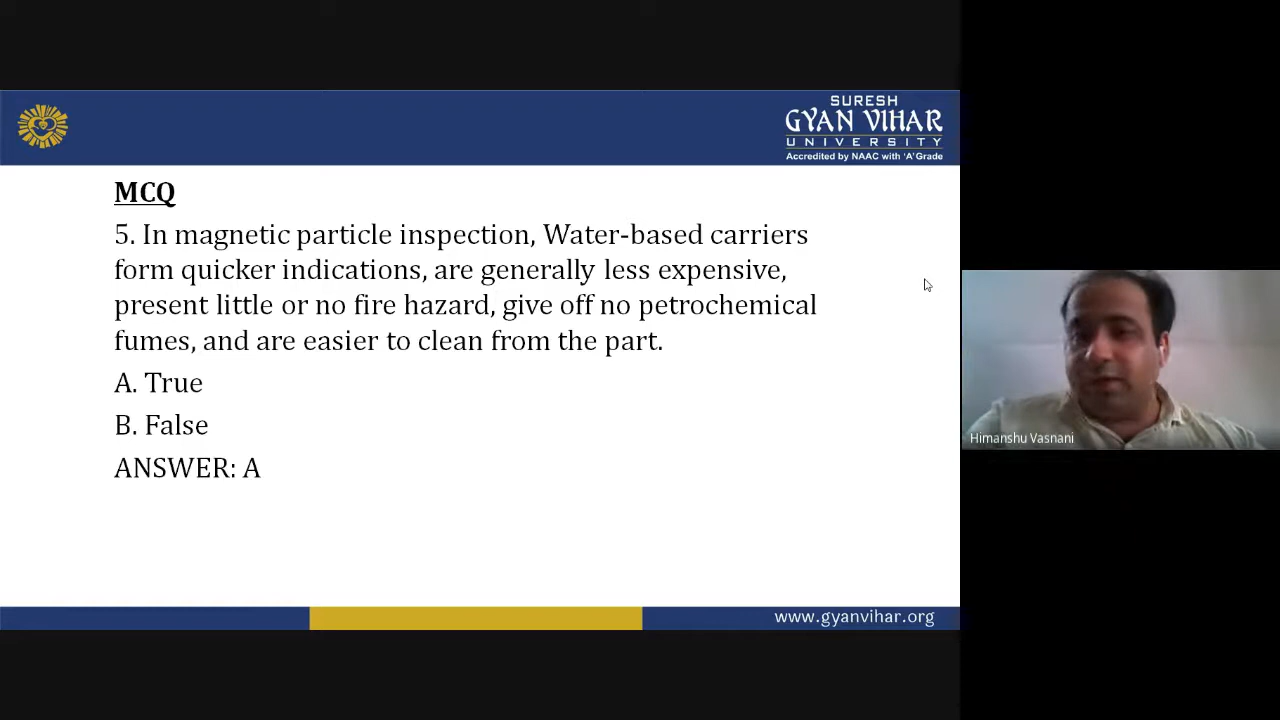 SURESH
GYAN VIHAR
UNIVERSITY
Accredited by NAAC with 'A' Grade
MCQ
5. In magnetic particle inspection, Water-based carriers
form quicker indications, are generally less expensive,
present little or no fire hazard, give off no petrochemical
fumes, and are easier to clean from the part.
A. True
B. False
ANSWER: A
Himanshu Vasnani
www.gyanvihar.org